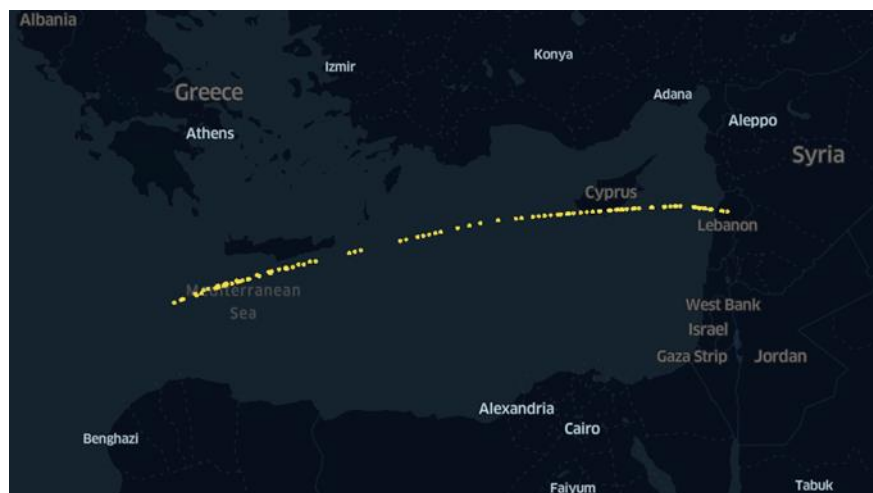 Albania
Konya
Izmir
Greece
Adana
Aleppo
Athens
Syria
Cyprus
Lebanon
Mediterranean
Sea
West Bank
Israel
Gaza Strip
Jordan
Alexandria
Cairo
Benghazi
Faiyum
Tabuk